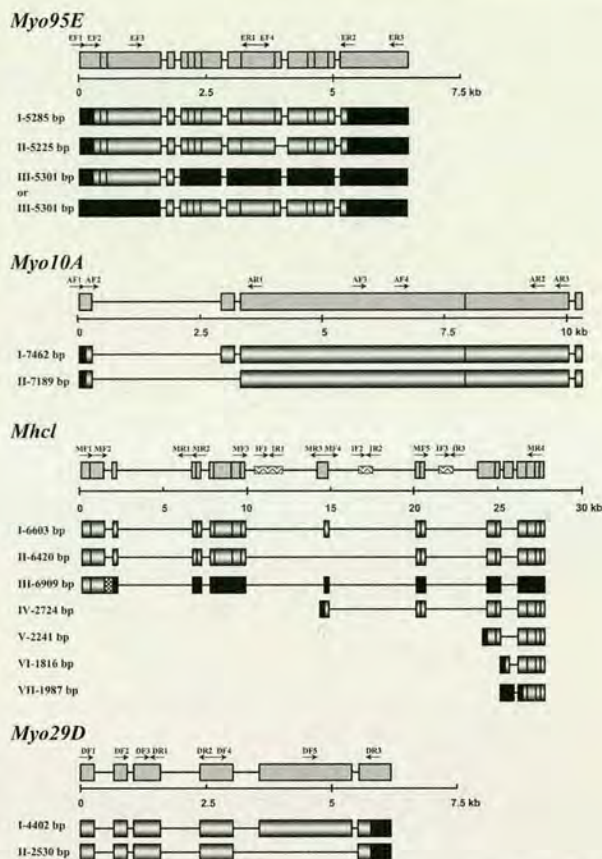 Myo95E
EF1 EF2 EF3 ER1 EF4 ER2 ER3
0 2.5 5 7.5 kb
I-5285 bp
II-5225 bp
III-5301 bp
or
III-5301 bp
Myo10A
AF1 AF2 AR1 AF3 AF4 AR2 AR3
0 2.5 5 7.5 10 kb
I-7462 bp
II-7189 bp
Mhcl
MF1 MF2 MR1 MR2 MF3 IF1 IR1 MR3 MF4 IF2 IR2 MF5 IF3 IR3 MR4
0 5 10 15 20 25 30 kb
I-6603 bp
II-6420 bp
III-6909 bp
IV-2724 bp
V-2241 bp
VI-1816 bp
VII-1987 bp
Myo29D
DF1 DF2 DF3 DR1 DR2 DF4 DF5 DR3
0 2.5 5 7.5 kb
I-4402 bp
II-2530 bp